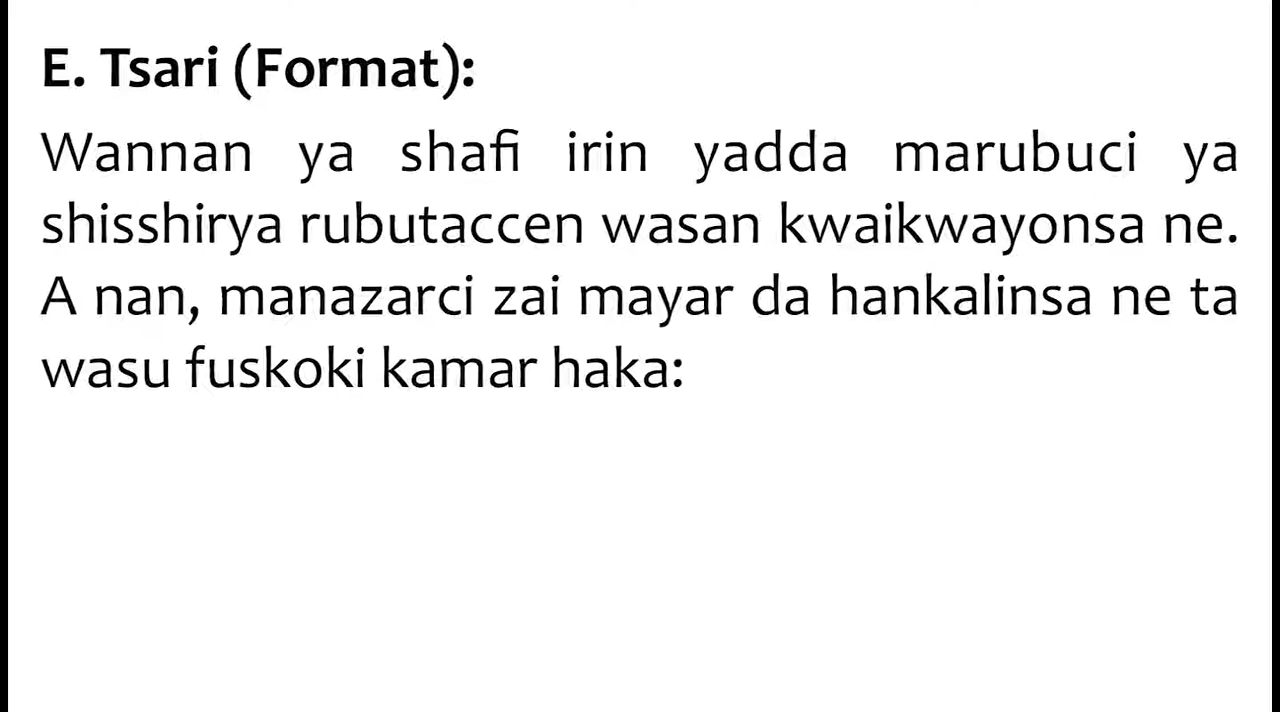 E. Tsari (Format):
Wannan ya shafi irin yadda marubuci ya
shisshirya rubutaccen wasan kwaikwayonsa ne.
A nan, manazarci zai mayar da hankalinsa ne ta
wasu fuskoki kamar haka: